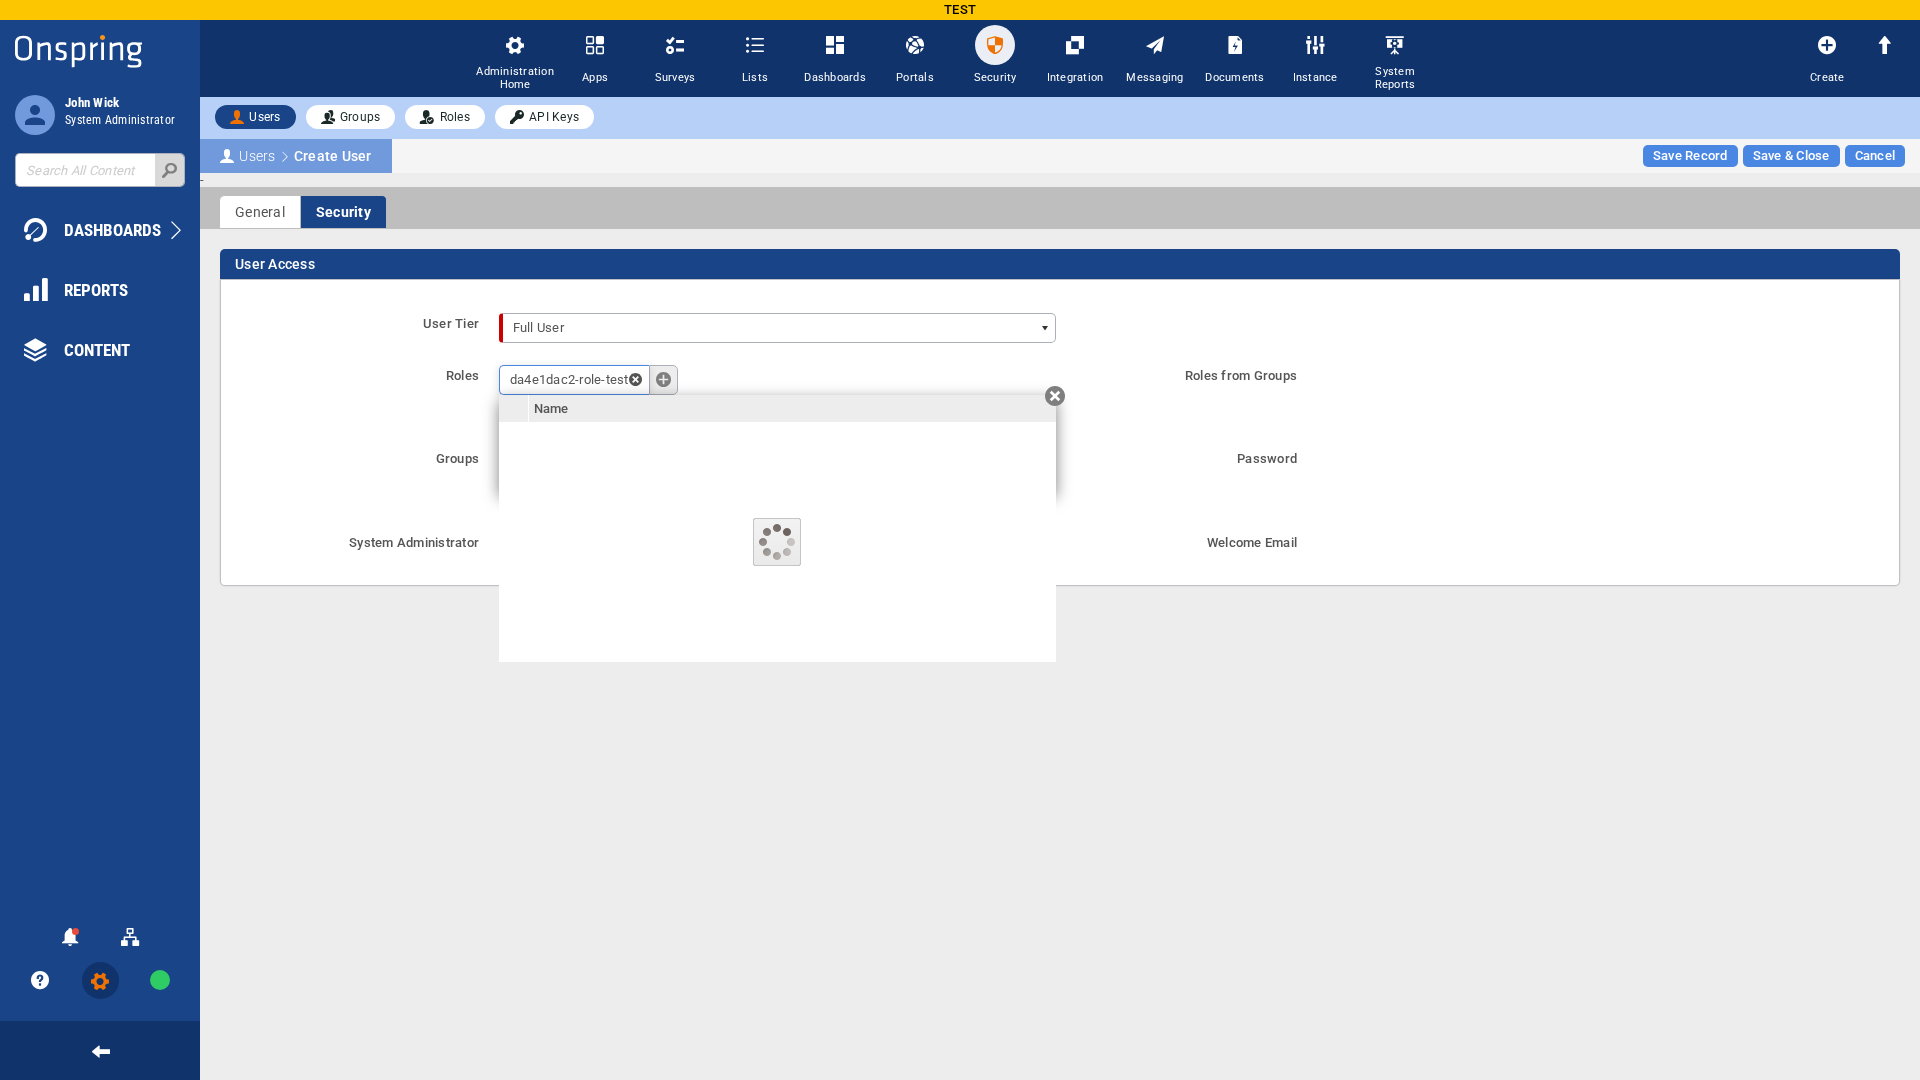 TEST
Onspring
Administration Home
Apps
Surveys
Lists
Dashboards
Portals
Security
Integration
Messaging
Documents
Instance
System Reports
Create
John Wick
System Administrator
Search All Content
DASHBOARDS
REPORTS
CONTENT
Users
Groups
Roles
API Keys
Users
Create User
Save Record
Save & Close
Cancel
General
Security
User Access
User Tier
Full User
Roles
da4e1dac2-role-test
Roles from Groups
Name
Groups
Password
System Administrator
Welcome Email